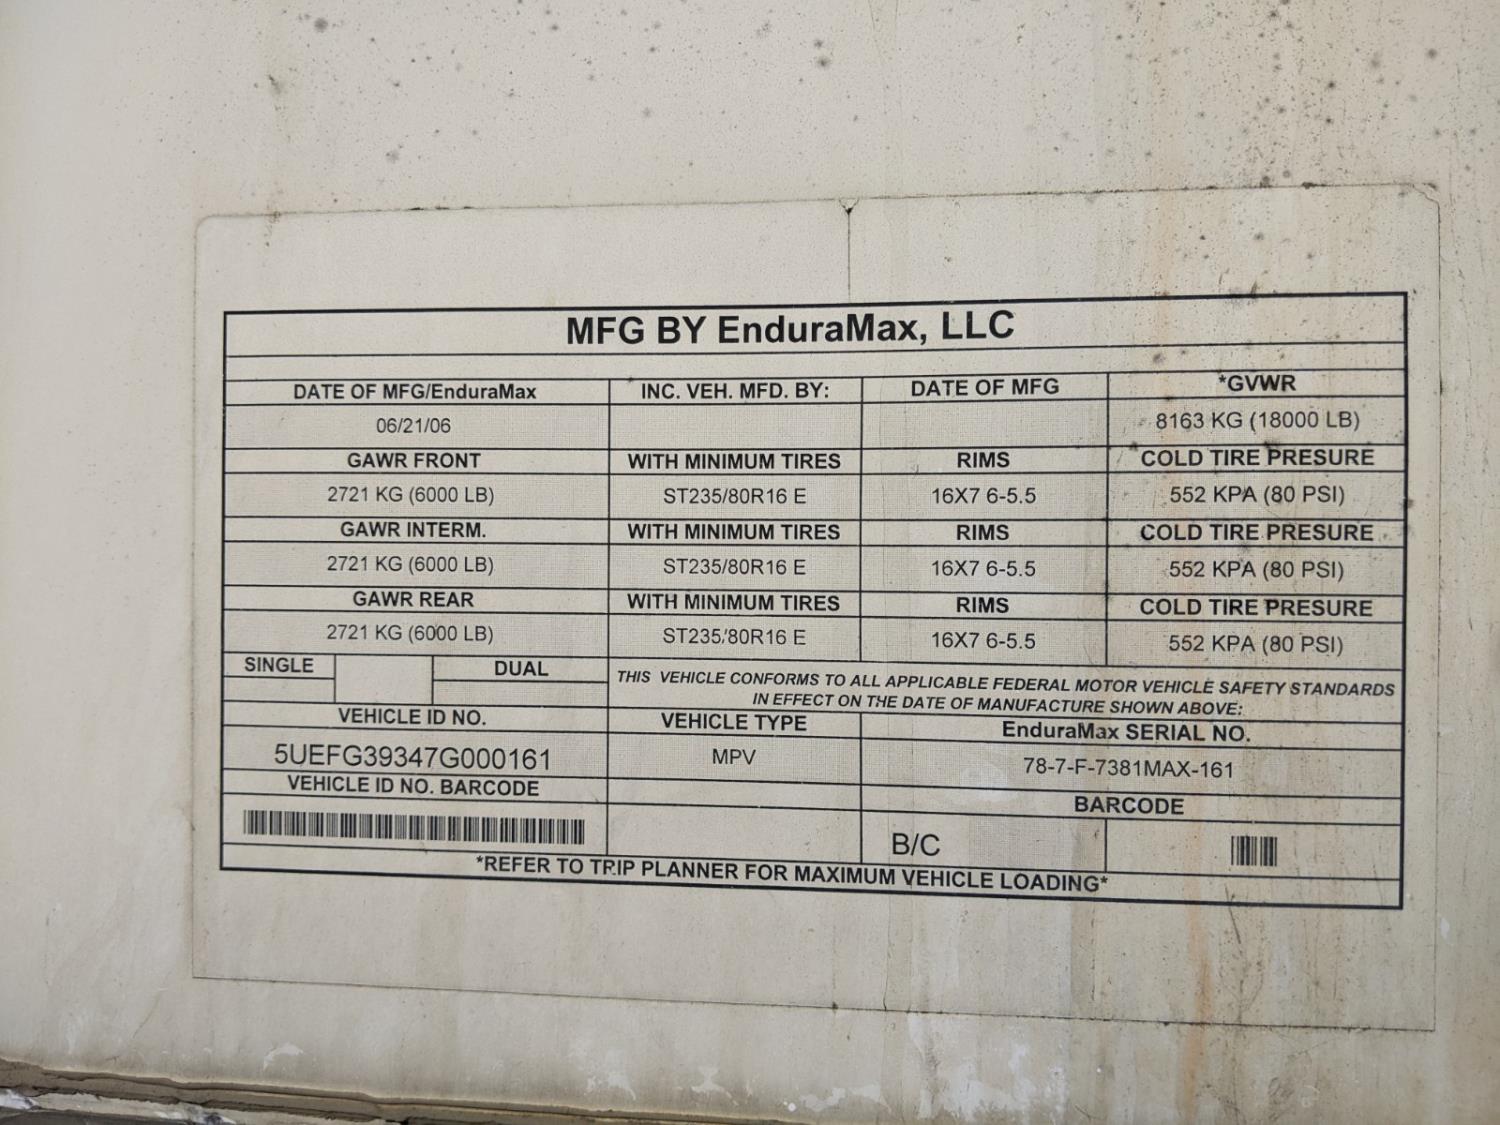 MFG BY EnduraMax, LLC
DATE OF MFG/EnduraMax INC. VEH. MFD. BY: DATE OF MFG *GVWR
06/21/06 8163 KG (18000 LB)
GAWR FRONT WITH MINIMUM TIRES RIMS COLD TIRE PRESURE
2721 KG (6000 LB) ST235/80R16 E 16X7 6-5.5 552 KPA (80 PSI)
GAWR INTERM. WITH MINIMUM TIRES RIMS COLD TIRE PRESURE
2721 KG (6000 LB) ST235/80R16 E 16X7 6-5.5 552 KPA (80 PSI)
GAWR REAR WITH MINIMUM TIRES RIMS COLD TIRE PRESURE
2721 KG (6000 LB) ST235/80R16 E 16X7 6-5.5 552 KPA (80 PSI)
SINGLE DUAL
THIS VEHICLE CONFORMS TO ALL APPLICABLE FEDERAL MOTOR VEHICLE SAFETY STANDARDS
IN EFFECT ON THE DATE OF MANUFACTURE SHOWN ABOVE:
VEHICLE ID NO. VEHICLE TYPE EnduraMax SERIAL NO.
5UEFG39347G000161 MPV 78-7-F-7381MAX-161
VEHICLE ID NO. BARCODE BARCODE
B/C
*REFER TO TRIP PLANNER FOR MAXIMUM VEHICLE LOADING*